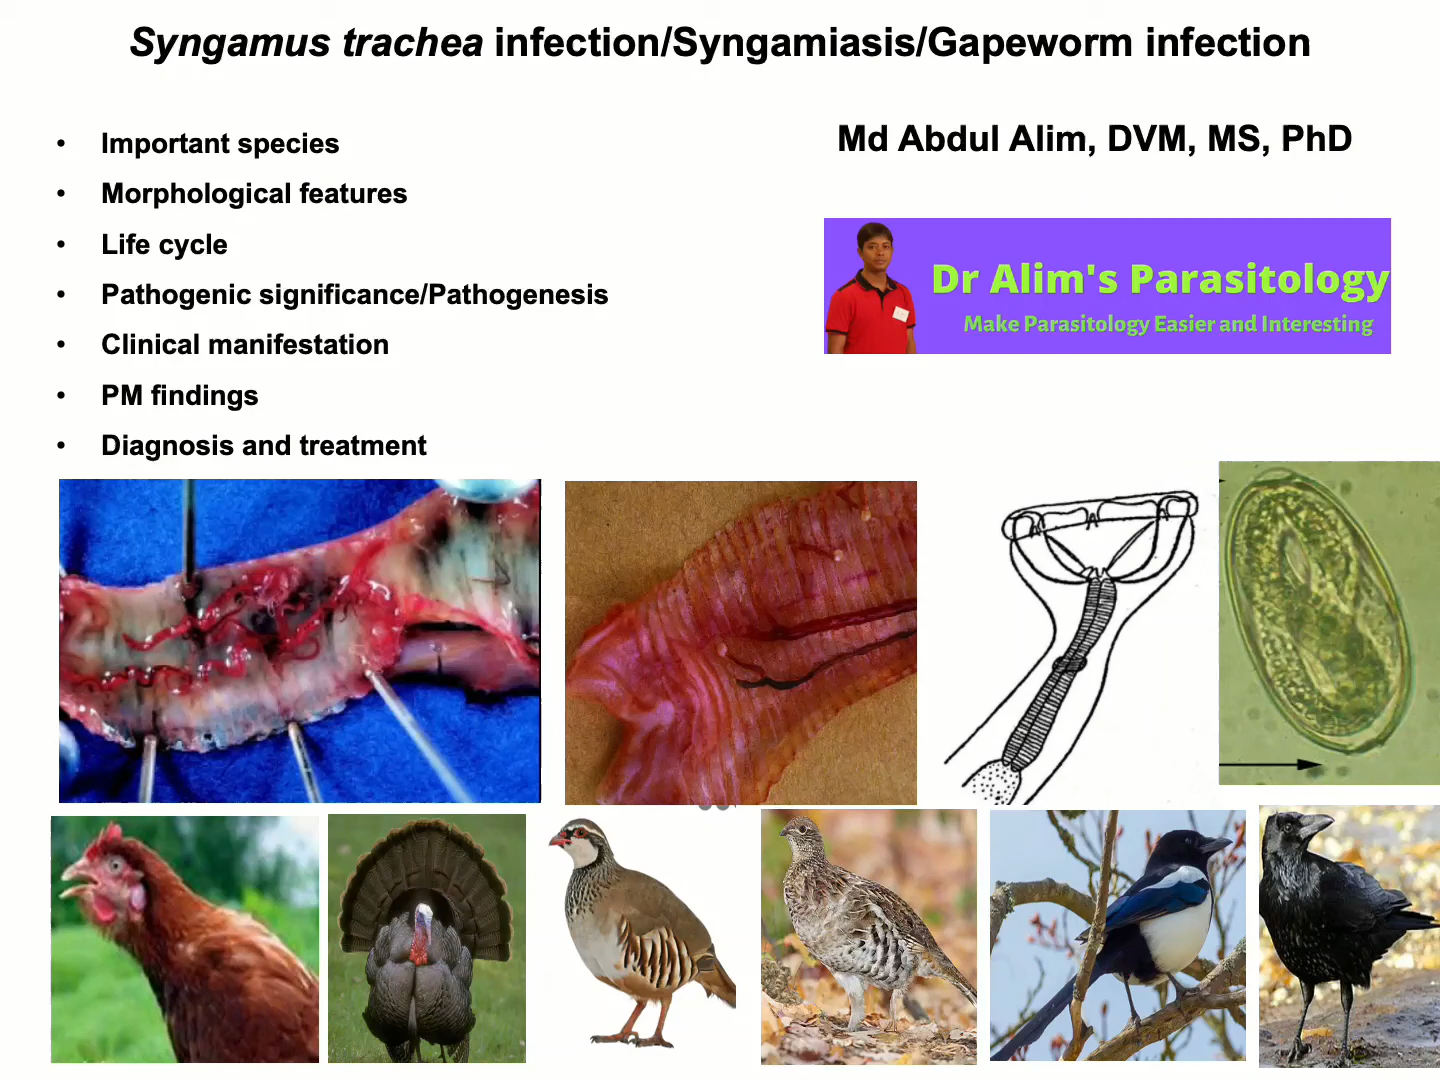 Syngamus trachea infection/Syngamiasis/Gapeworm infection
• Important species
• Morphological features
• Life cycle
• Pathogenic significance/Pathogenesis
• Clinical manifestation
• PM findings
• Diagnosis and treatment
Md Abdul Alim, DVM, MS, PhD
Dr Alim's Parasitology
Make Parasitology Easier and Interesting